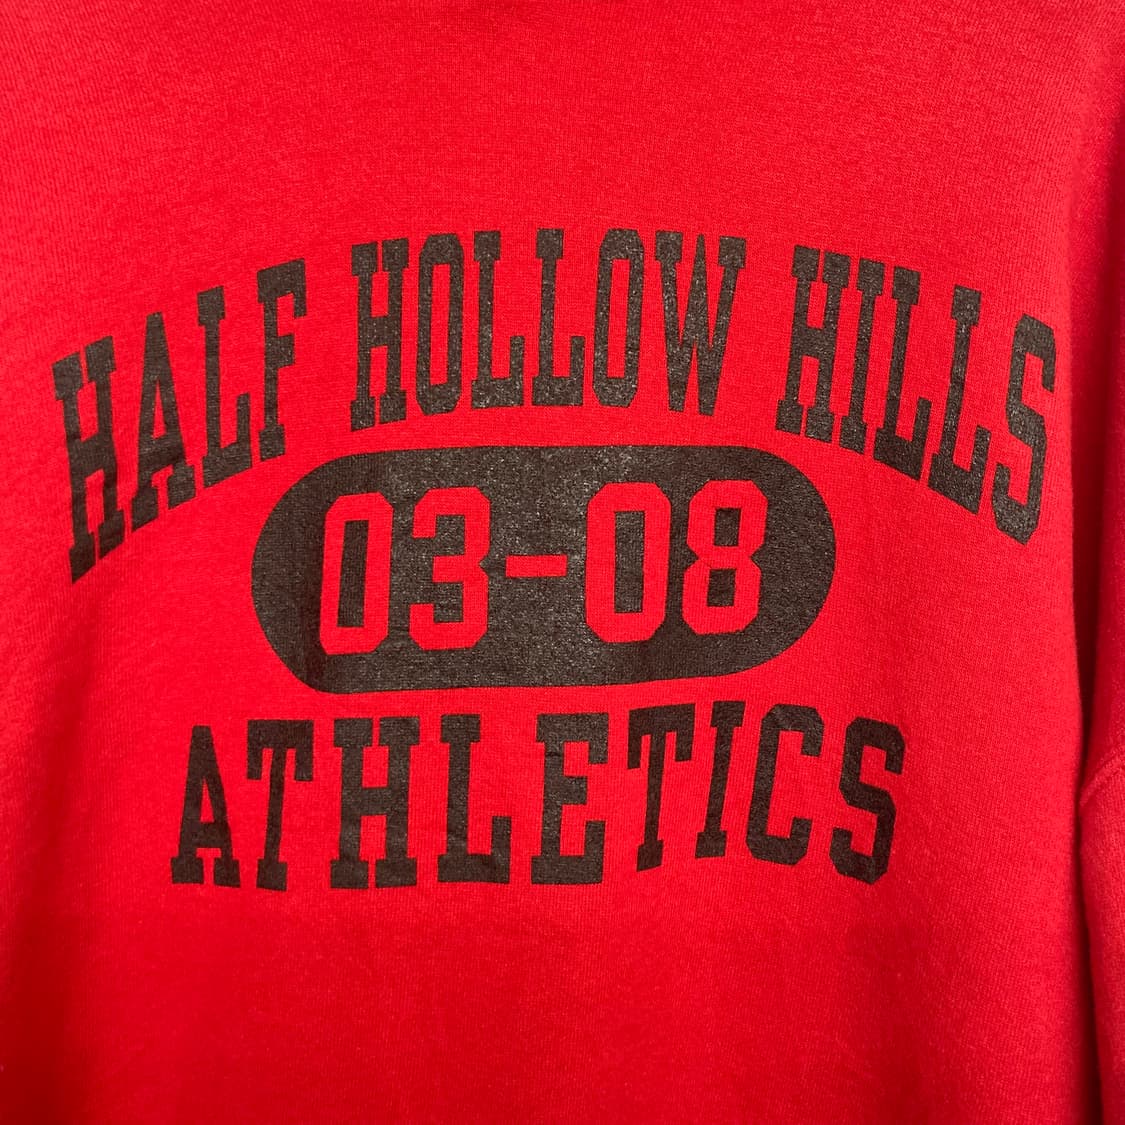 HALF HOLLOW HILLS
03-08
ATHLETICS